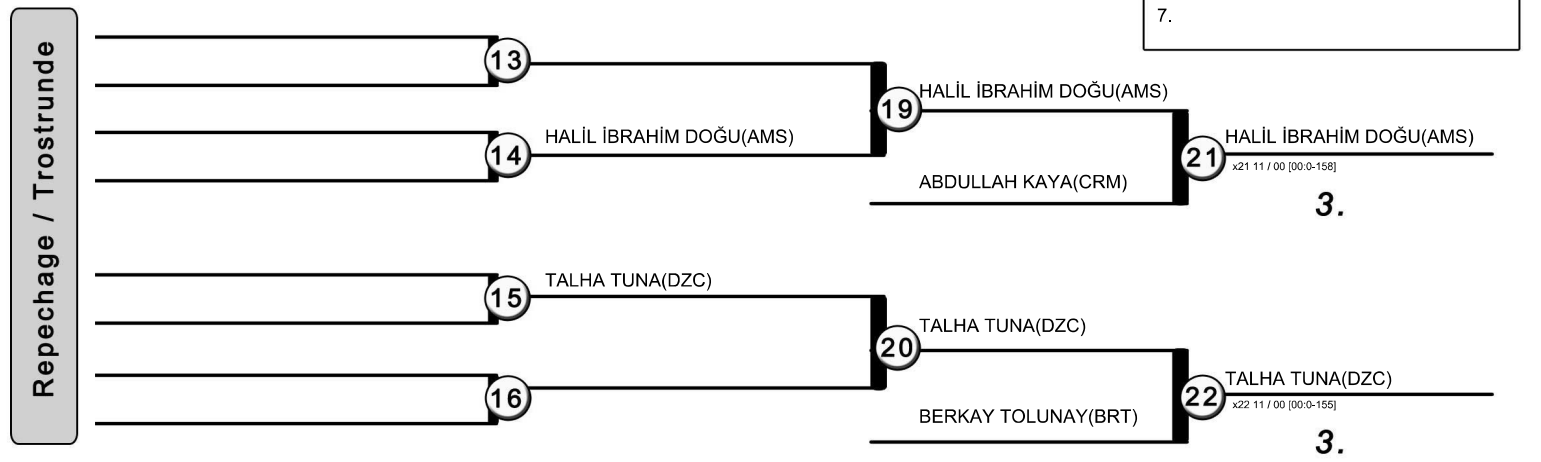 7.
Repechage / Trostrunde
13
HALİL İBRAHİM DOĞU(AMS)
19
HALİL İBRAHİM DOĞU(AMS)
14
HALİL İBRAHİM DOĞU(AMS)
21
x21 11 / 00 [00:0-158]
ABDULLAH KAYA(CRM)
3.
15
TALHA TUNA(DZC)
20
TALHA TUNA(DZC)
16
22
TALHA TUNA(DZC)
x22 11 / 00 [00:0-155]
BERKAY TOLUNAY(BRT)
3.